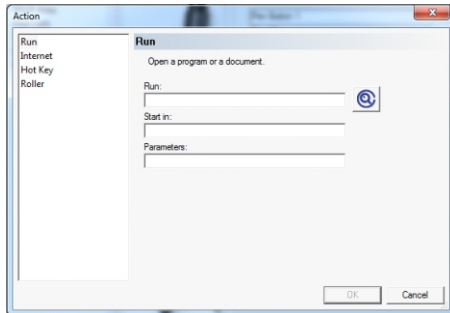 Action
Run
Internet
Hot Key
Roller
Run
Open a program or a document.
Run:
Start in:
Parameters:
OK
Cancel